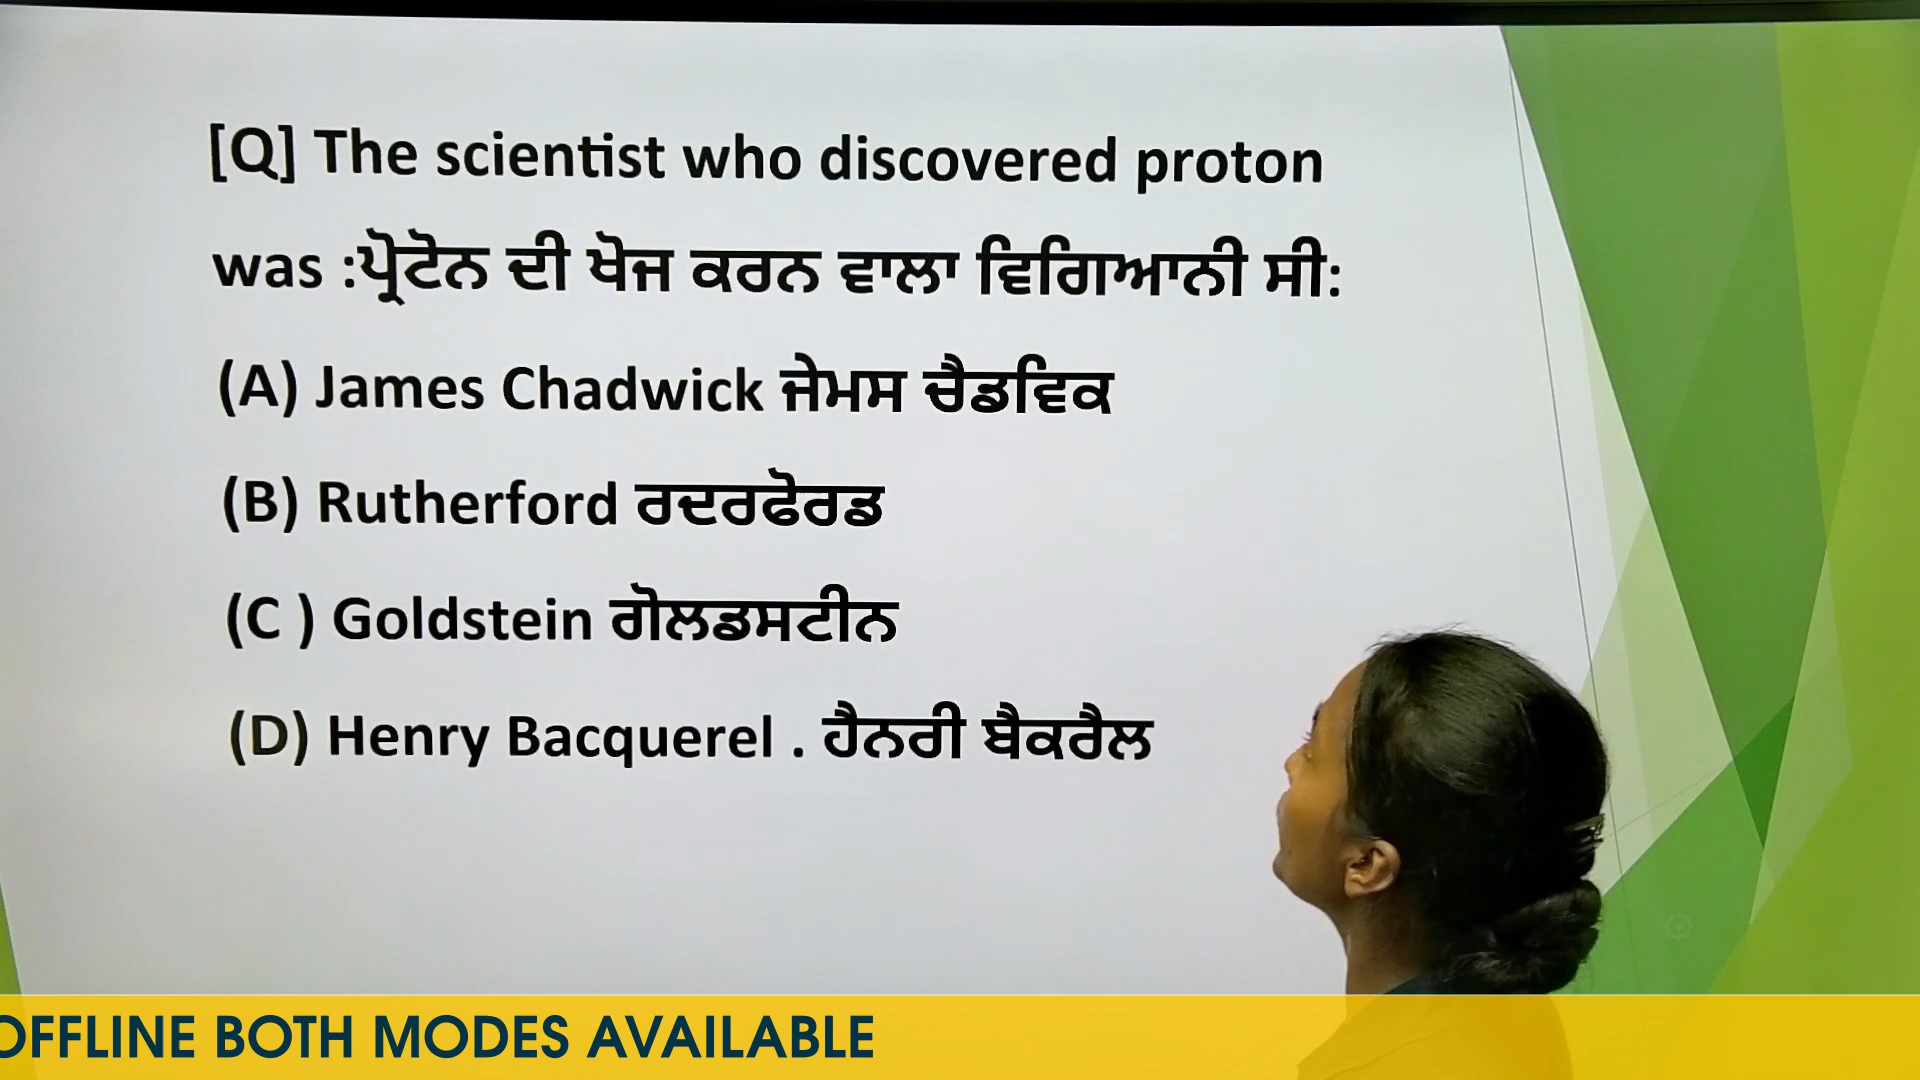 [Q] The scientist who discovered proton
was :ਪ੍ਰੋਟੋਨ ਦੀ ਖੋਜ ਕਰਨ ਵਾਲਾ ਵਿਗਿਆਨੀ ਸੀ:
(A) James Chadwick ਜੇਮਸ ਚੈਡਵਿਕ
(B) Rutherford ਰਦਰਫੋਰਡ
(C ) Goldstein ਗੋਲਡਸਟੀਨ
(D) Henry Bacquerel . ਹੈਨਰੀ ਬੈਕਰੈਲ
OFFLINE BOTH MODES AVAILABLE